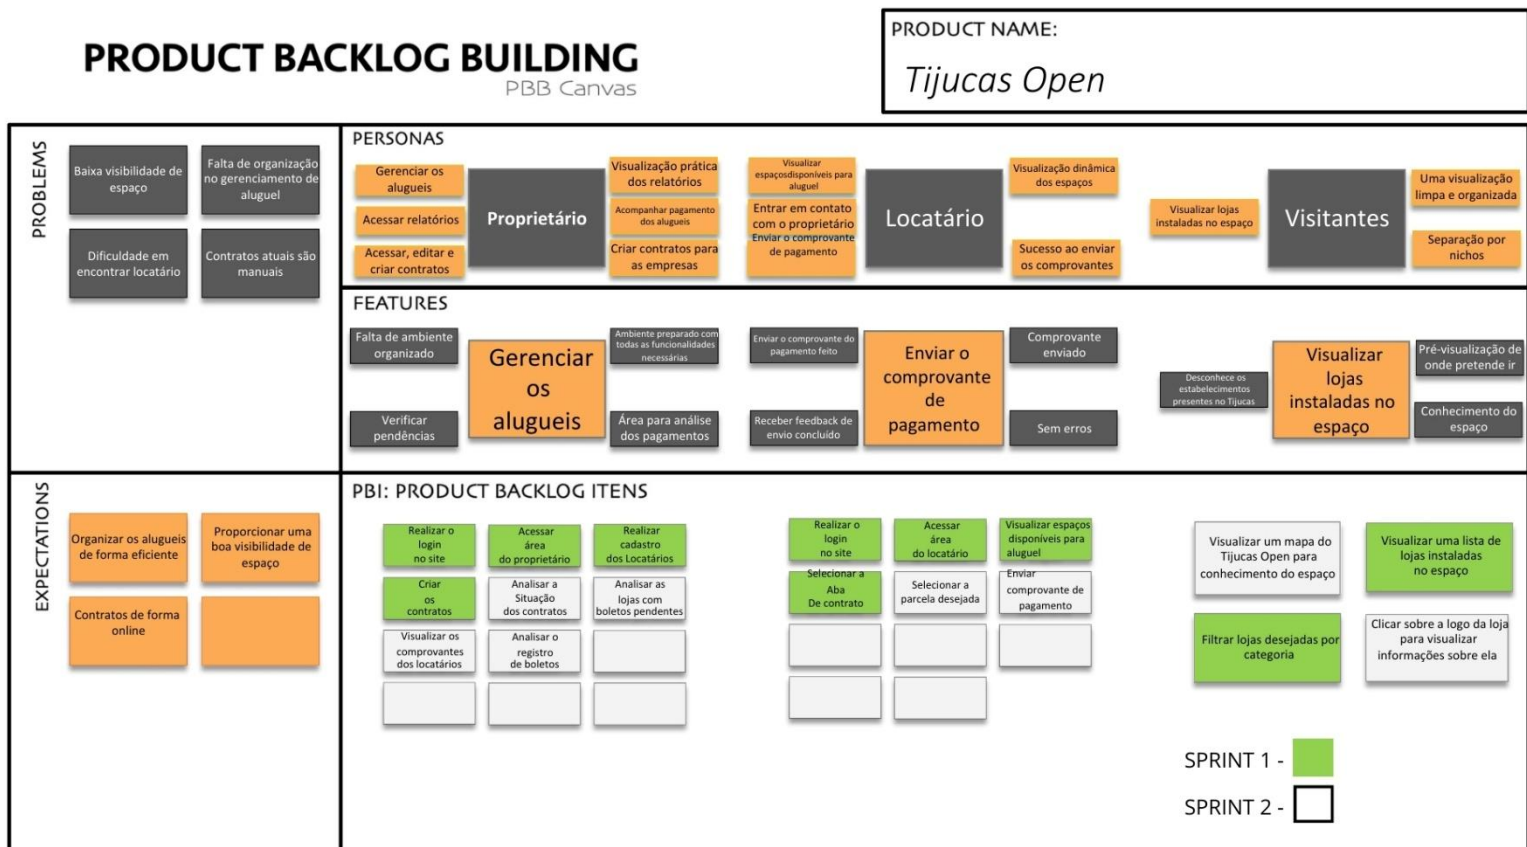 PRODUCT BACKLOG BUILDING
PBB Canvas
PRODUCT NAME:
Tijucas Open
PROBLEMS
Baixa visibilidade de
espaço
Falta de organização
no gerenciamento de
aluguel
Dificuldade em
encontrar locatário
Contratos atuais são
manuais
PERSONAS
Gerenciar os
alugueis
Acessar relatórios
Acessar, editar e
criar contratos
Proprietário
Visualização prática
dos relatórios
Acompanhar pagamento
dos alugueis
Criar contratos para
as empresas
Visualizar
espaçosdisponíveis para
aluguel
Entrar em contato
com o proprietário
Enviar o comprovante
de pagamento
Locatário
Visualização dinâmica
dos espaços
Sucesso ao enviar
os comprovantes
Visualizar lojas
instaladas no espaço
Visitantes
Uma visualização
limpa e organizada
Separação por
nichos
FEATURES
Falta de ambiente
organizado
Verificar
pendências
Gerenciar
os
alugueis
Ambiente preparado com
todas as funcionalidades
necessárias
Área para análise
dos pagamentos
Enviar o comprovante do
pagamento feito
Receber feedback de
envio concluído
Enviar o
comprovante
de
pagamento
Comprovante
enviado
Sem erros
Desconhece os
estabelecimentos
presentes no Tijucas
Visualizar
lojas
instaladas no
espaço
Pré-visualização de
onde pretende ir
Conhecimento do
espaço
EXPECTATIONS
Organizar os alugueis
de forma eficiente
Proporcionar uma
boa visibilidade de
espaço
Contratos de forma
online
PBI: PRODUCT BACKLOG ITENS
Realizar o
login
no site
Acessar
área
do proprietário
Realizar
cadastro
dos Locatários
Criar
os
contratos
Analisar a
Situação
dos contratos
Analisar as
lojas com
boletos pendentes
Visualizar os
comprovantes
dos locatários
Analisar o
registro
de boletos
Realizar o
login
no site
Acessar
área
do locatário
Visualizar espaços
disponíveis para
aluguel
Selecionar a
Aba
De contrato
Selecionar a
parcela desejada
Enviar
comprovante de
pagamento
Visualizar um mapa do
Tijucas Open para
conhecimento do espaço
Visualizar uma lista de
lojas instaladas
no espaço
Filtrar lojas desejadas por
categoria
Clicar sobre a logo da loja
para visualizar
informações sobre ela
SPRINT 1 -
SPRINT 2 -